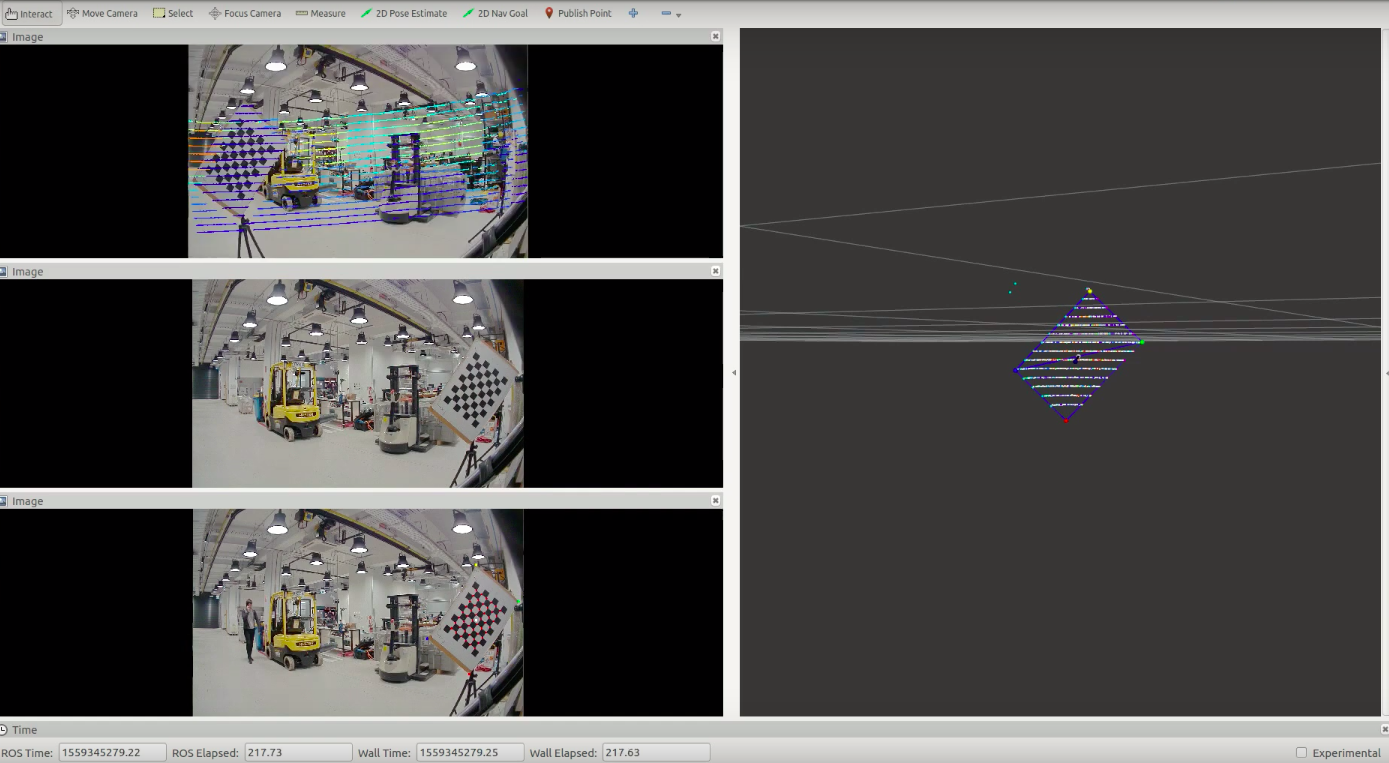 Interact Move Camera Select Focus Camera Measure 2D Pose Estimate 2D Nav Goal Publish Point
Image
Image
Image
Time
ROS Time: 1559345279.22 ROS Elapsed: 217.73 Wall Time: 1559345279.25 Wall Elapsed: 217.63 Experimental